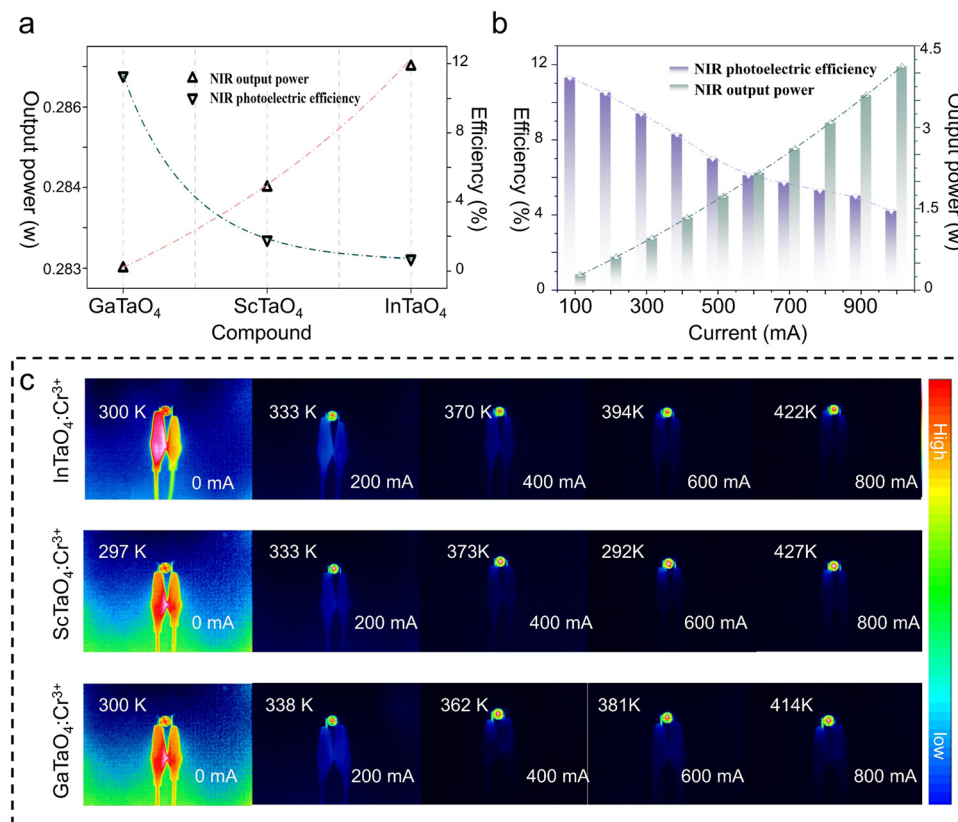 a
NIR output power
NIR photoelectric efficiency
Output power (w)
0.286
0.284
0.283
Efficiency (%)
12
8
4
0
GaTaO4
ScTaO4
InTaO4
Compound
b
NIR photoelectric efficiency
NIR output power
Efficiency (%)
12
8
4
0
Output power (w)
4.5
3
1.5
0
100
300
500
700
900
Current (mA)
c
InTaO4:Cr3+
300 K
0 mA
333 K
200 mA
370 K
400 mA
394K
600 mA
422K
800 mA
ScTaO4:Cr3+
297 K
0 mA
333 K
200 mA
373K
400 mA
292K
600 mA
427K
800 mA
GaTaO4:Cr3+
300 K
0 mA
338 K
200 mA
362 K
400 mA
381K
600 mA
414K
800 mA
High
low